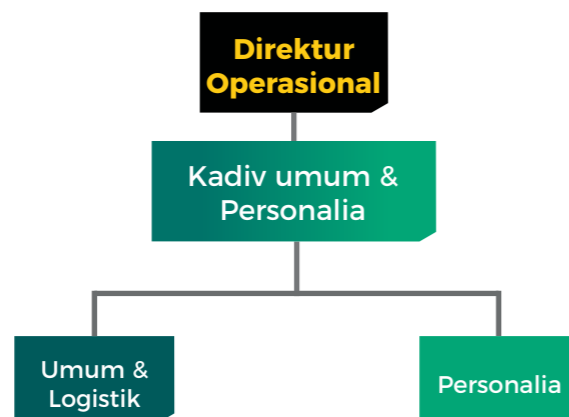 Direktur
Operasional
Kadiv umum &
Personalia
Umum &
Logistik
Personalia